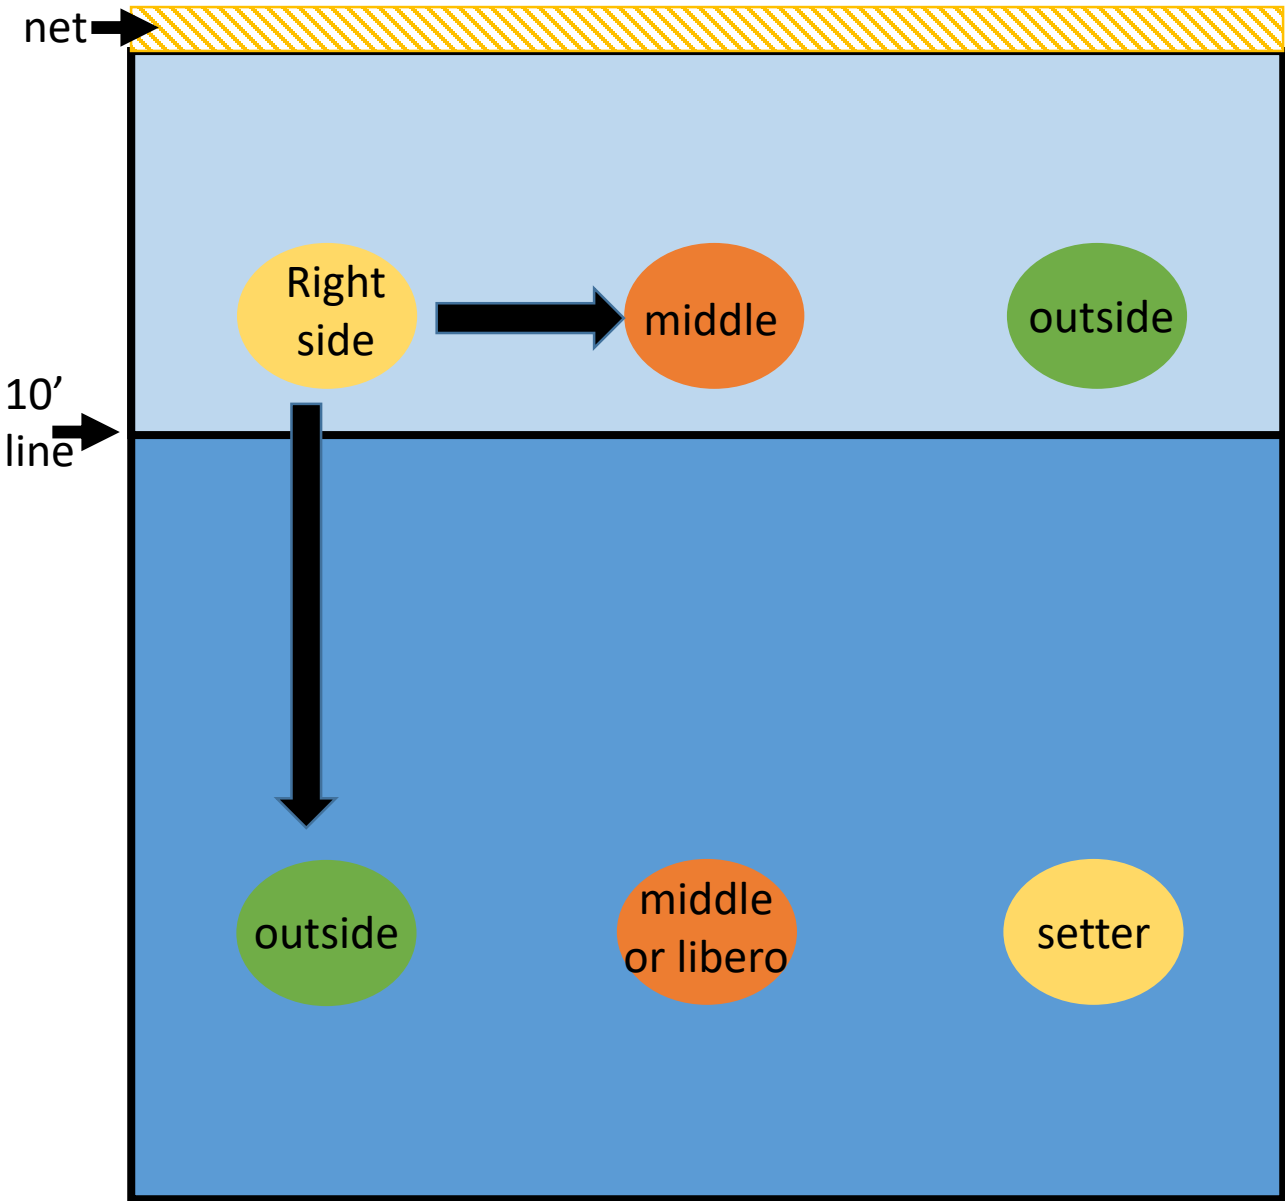 net
Right
side
middle
outside
10’
line
outside
middle
or libero
setter